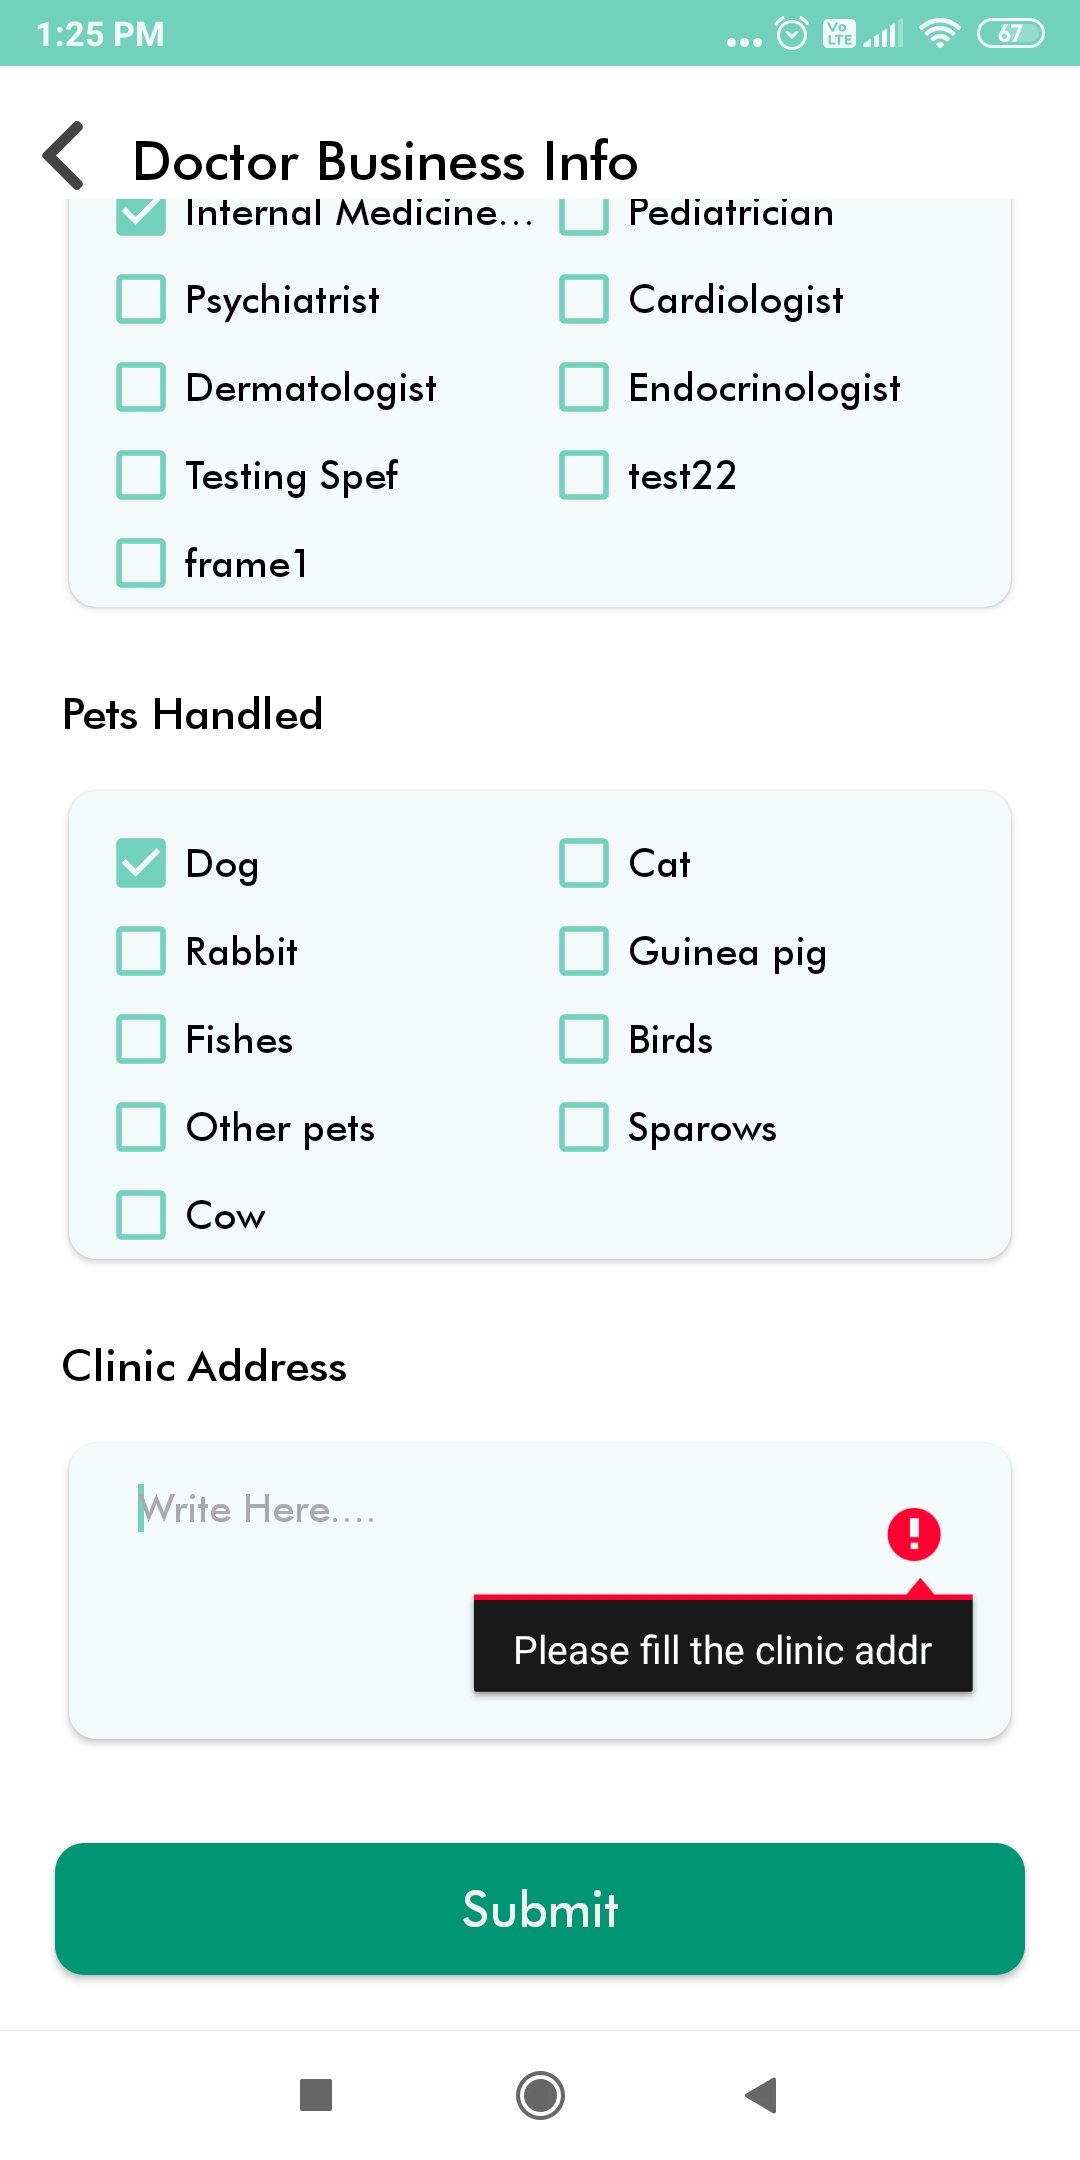 1:25 PM
Vo LTE
67
Doctor Business Info
Internal Medicine...
Pediatrician
Psychiatrist
Cardiologist
Dermatologist
Endocrinologist
Testing Spef
test22
frame1
Pets Handled
Dog
Cat
Rabbit
Guinea pig
Fishes
Birds
Other pets
Sparows
Cow
Clinic Address
Write Here....
Please fill the clinic addr
Submit